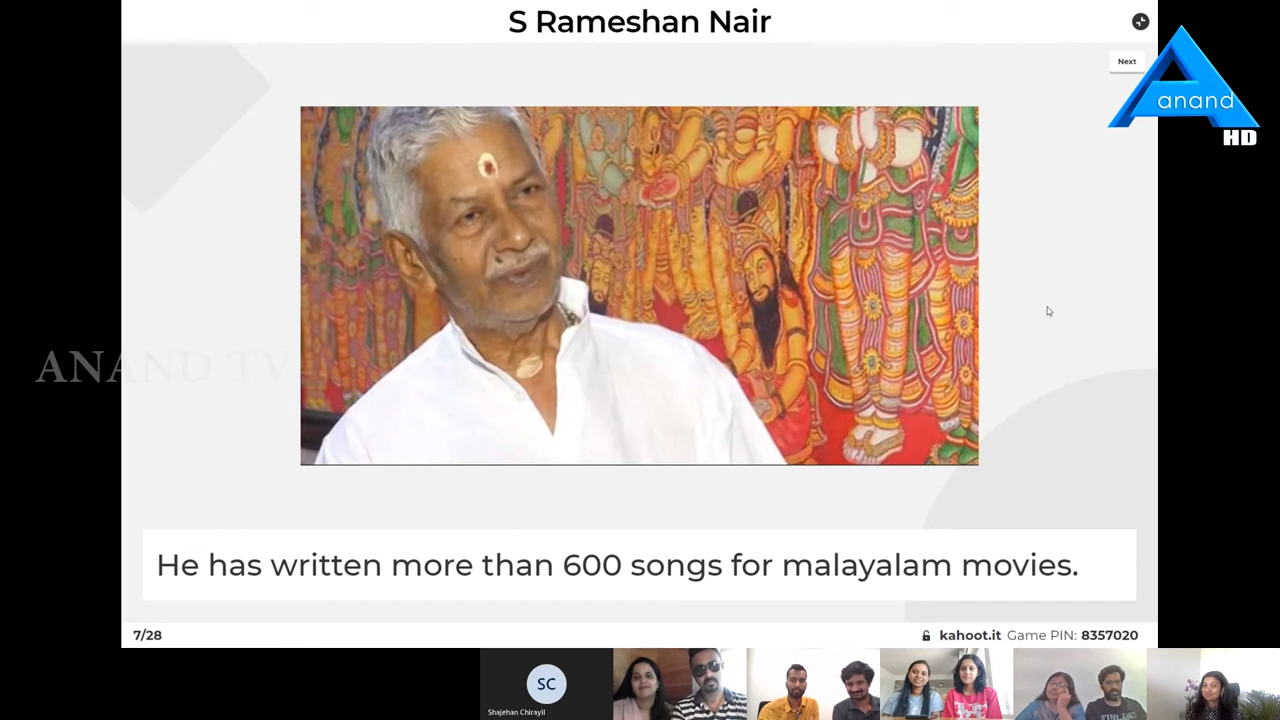 S Rameshan Nair
Next
anand
HD
ANAND TV
He has written more than 600 songs for malayalam movies.
7/28
kahoot.it Game PIN: 8357020
SC
Shajehan Chirayil
FINLAND